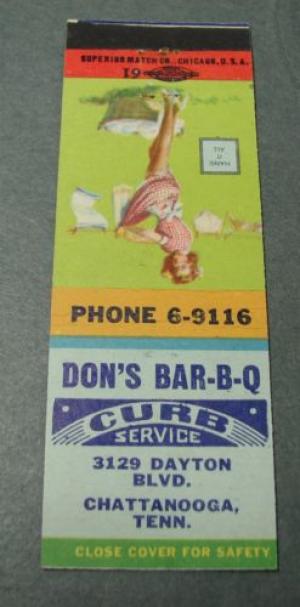 SUPERIOR MATCH CO., CHICAGO, U.S.A.
19
PHONE 6-9116
DON'S BAR-B-Q
CURB
SERVICE
3129 DAYTON
BLVD.
CHATTANOOGA,
TENN.
CLOSE COVER FOR SAFETY